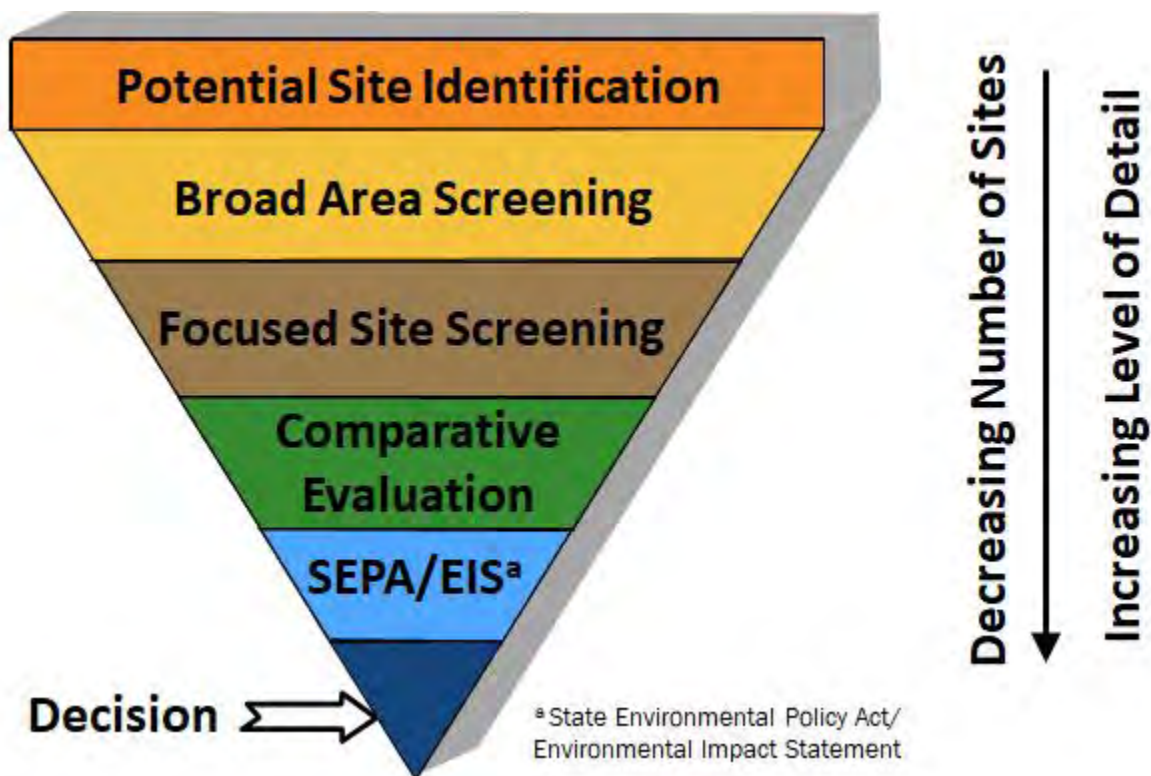 Potential Site Identification
Broad Area Screening
Focused Site Screening
Comparative
Evaluation
SEPA/EISᵃ
Decision
ᵃ State Environmental Policy Act/
Environmental Impact Statement
Decreasing Number of Sites
Increasing Level of Detail